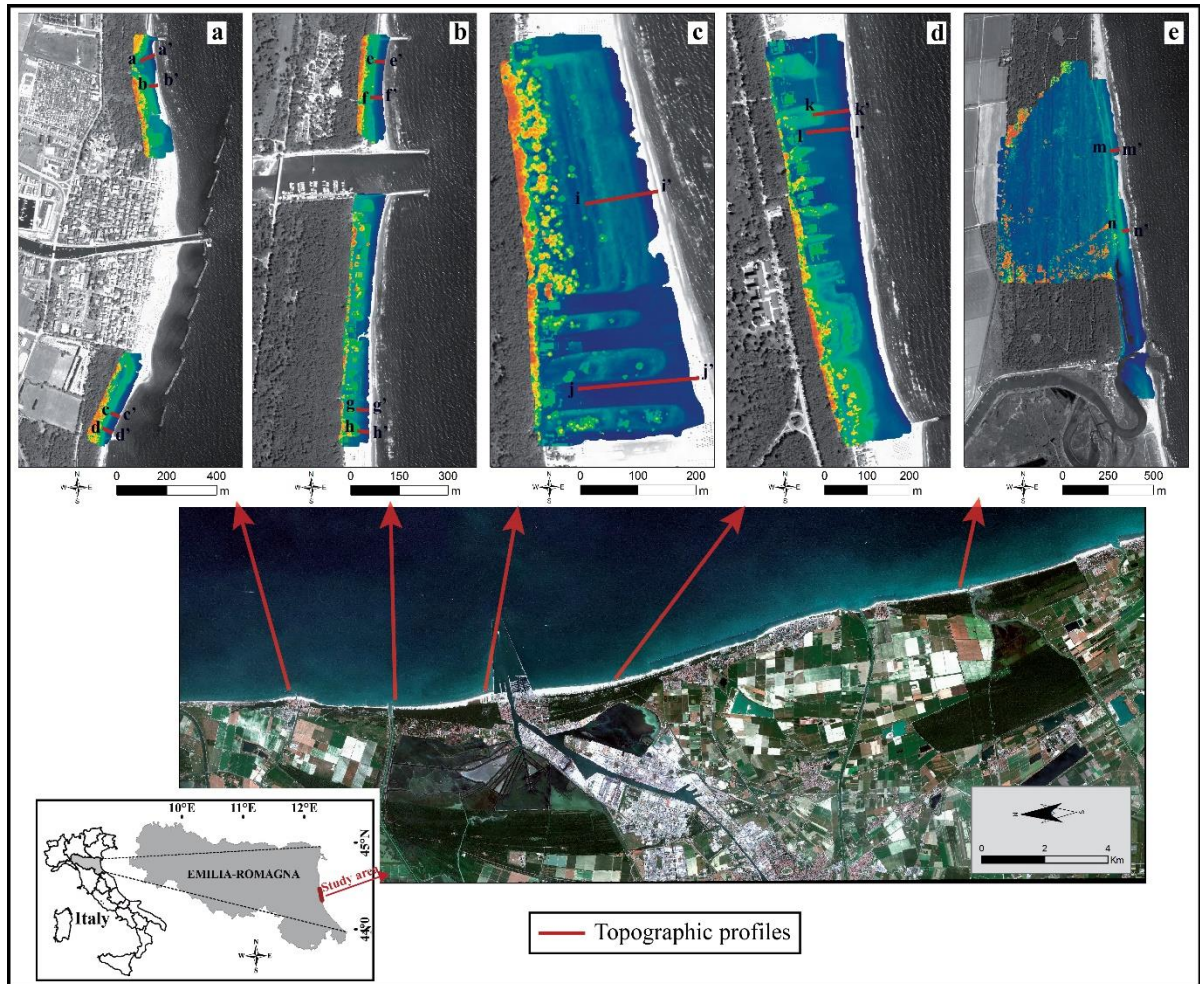 a
b
c
d
e
a a'
b b'
c c'
d d'
e e'
f f'
g g'
h h'
i i'
j j'
k k'
l l'
m m'
n n'
N
W E
S
0 200 400
m
N
W E
S
0 150 300
m
N
W E
S
0 100 200
m
N
W E
S
0 100 200
m
N
W E
S
0 250 500
m
10°E 11°E 12°E
45°N
44°0
EMILIA-ROMAGNA
Study area
Italy
N
W E
S
N
S
0 2 4
Km
Topographic profiles